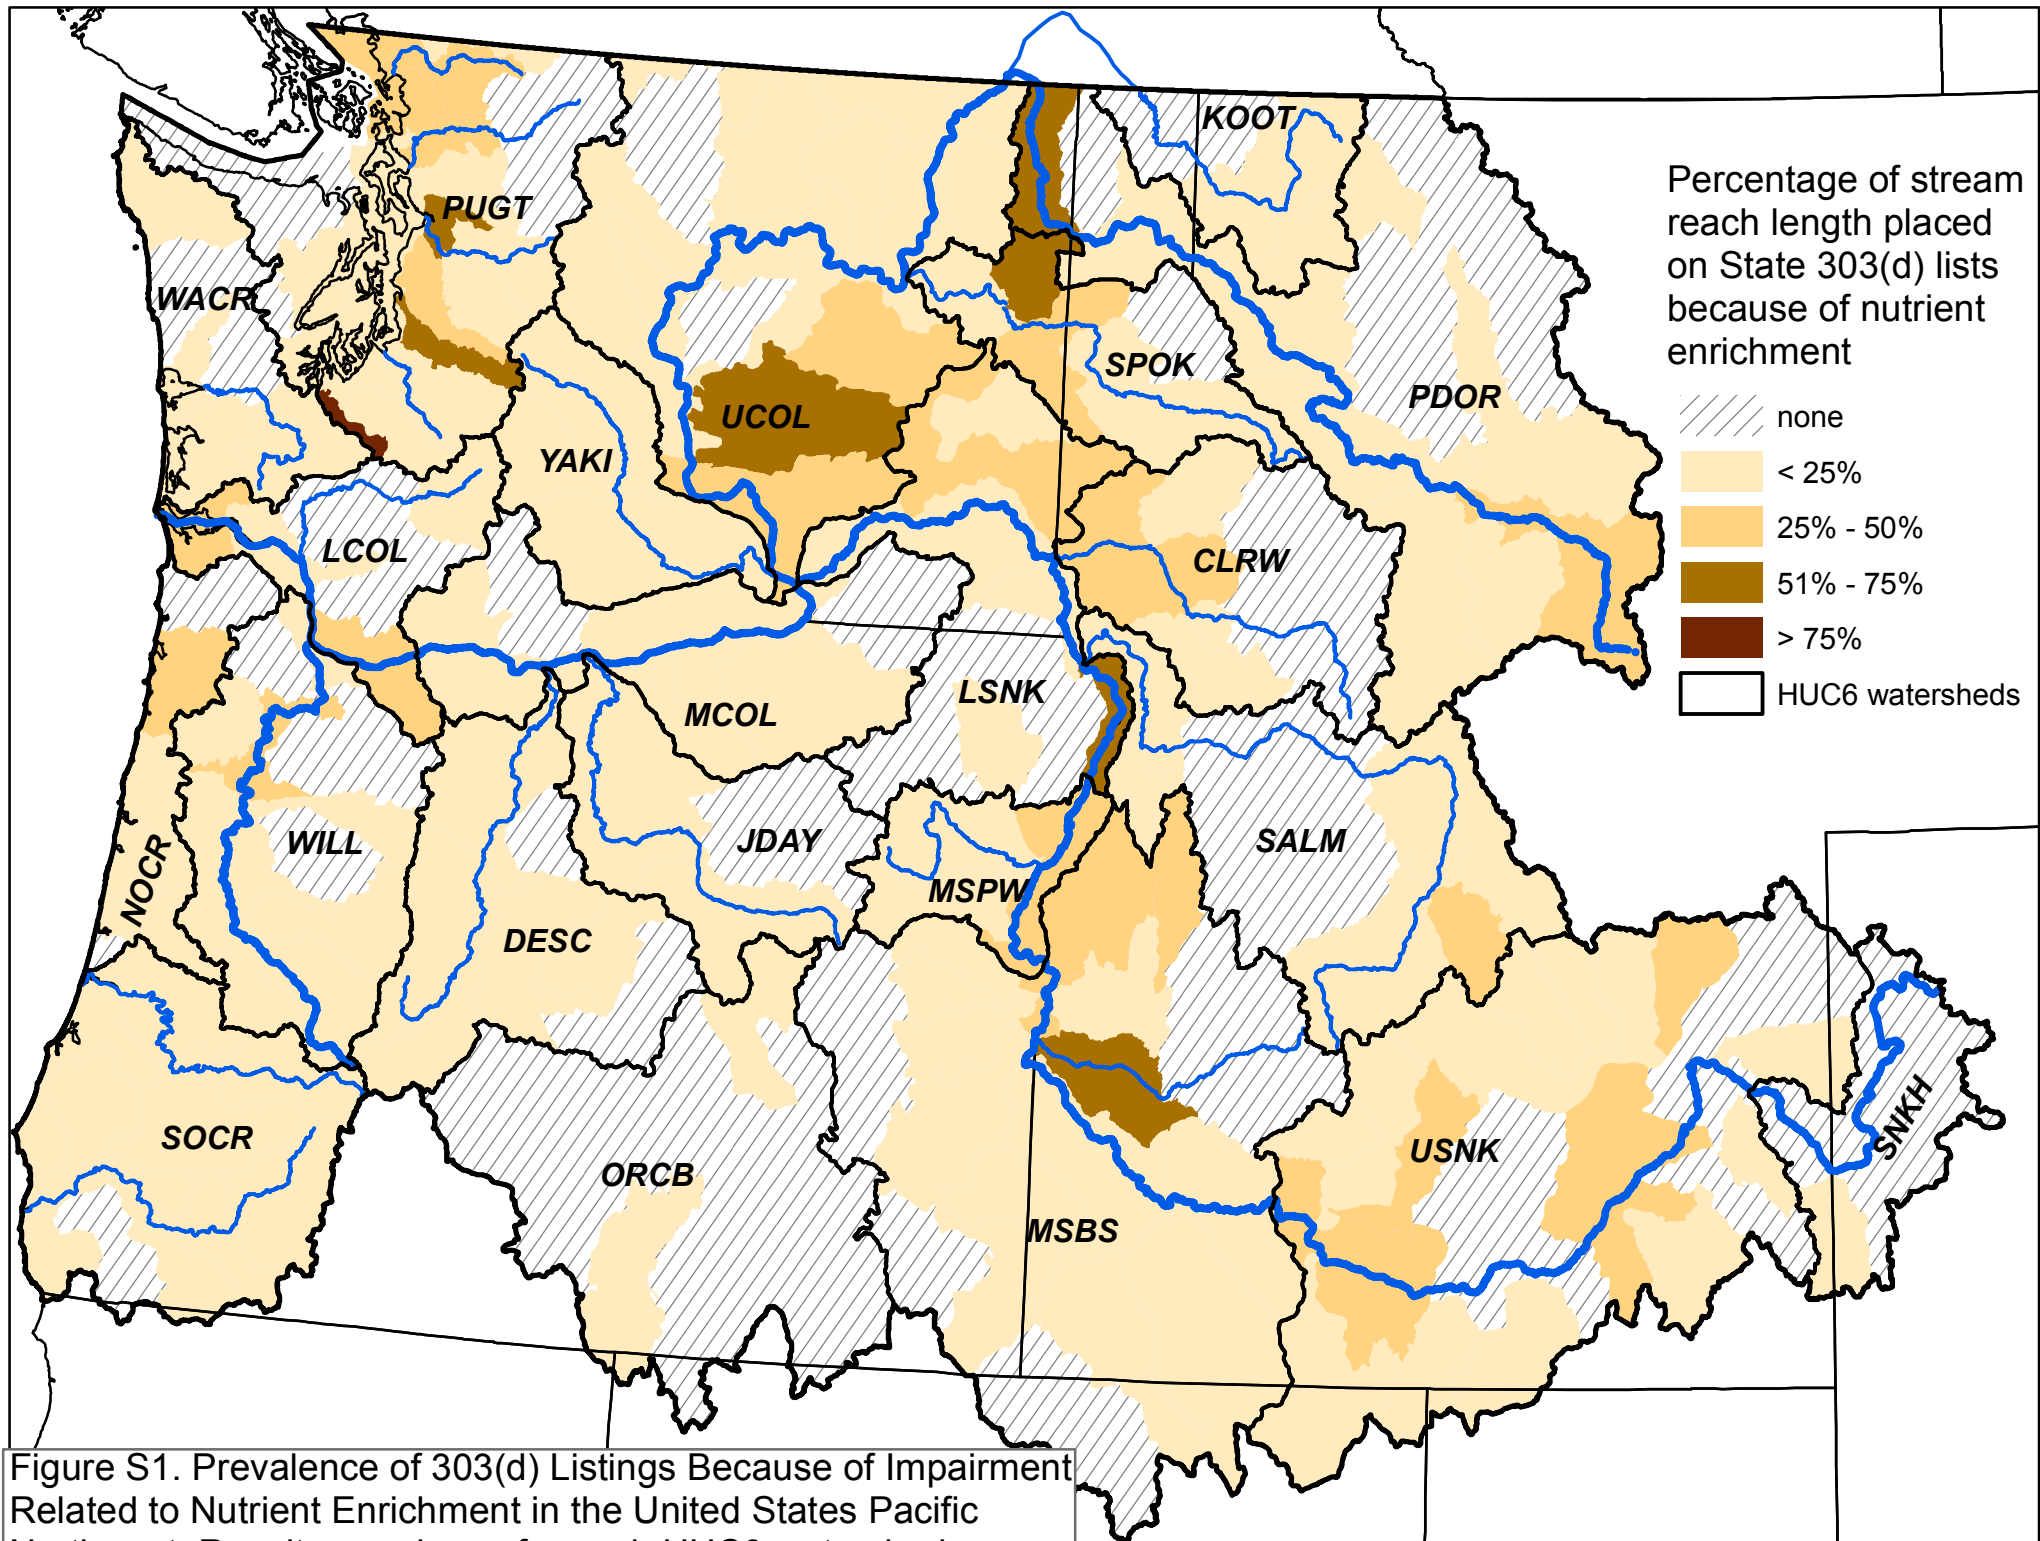 KOOT
PUGT
WACR
SPOK
PDOR
UCOL
YAKI
LCOL
CLRW
LSNK
MCOL
JDAY
WILL
SALM
MSPW
NOCR
DESC
SOCR
ORCB
USNK
SNKH
MSBS
Percentage of stream
reach length placed
on State 303(d) lists
because of nutrient
enrichment
none
< 25%
25% - 50%
51% - 75%
> 75%
HUC6 watersheds
Figure S1. Prevalence of 303(d) Listings Because of Impairment
Related to Nutrient Enrichment in the United States Pacific